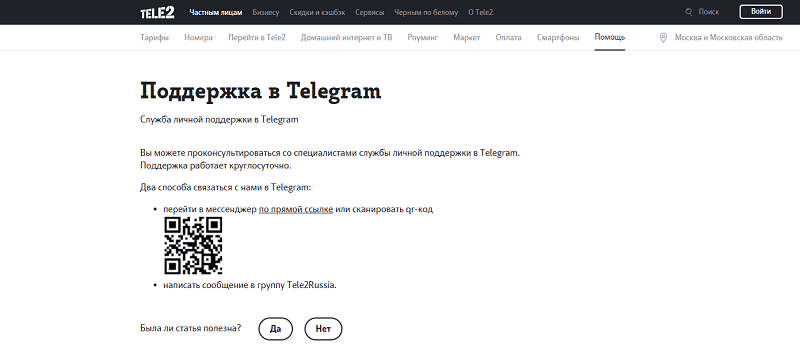 TELE2 Частным лицам Бизнесу Скидки и кэшбэк Сервисы Черным по белому О Tele2 Поиск Войти
Тарифы Номера Перейти в Tele2 Домашний интернет и ТВ Роуминг Маркет Оплата Смартфоны Помощь Москва и Московская область
Поддержка в Telegram
Служба личной поддержки в Telegram
Вы можете проконсультироваться со специалистами службы личной поддержки в Telegram.
Поддержка работает круглосуточно.
Два способа связаться с нами в Telegram:
• перейти в мессенджер по прямой ссылке или сканировать qr-код
• написать сообщение в группу Tele2Russia.
Была ли статья полезна? Да Нет